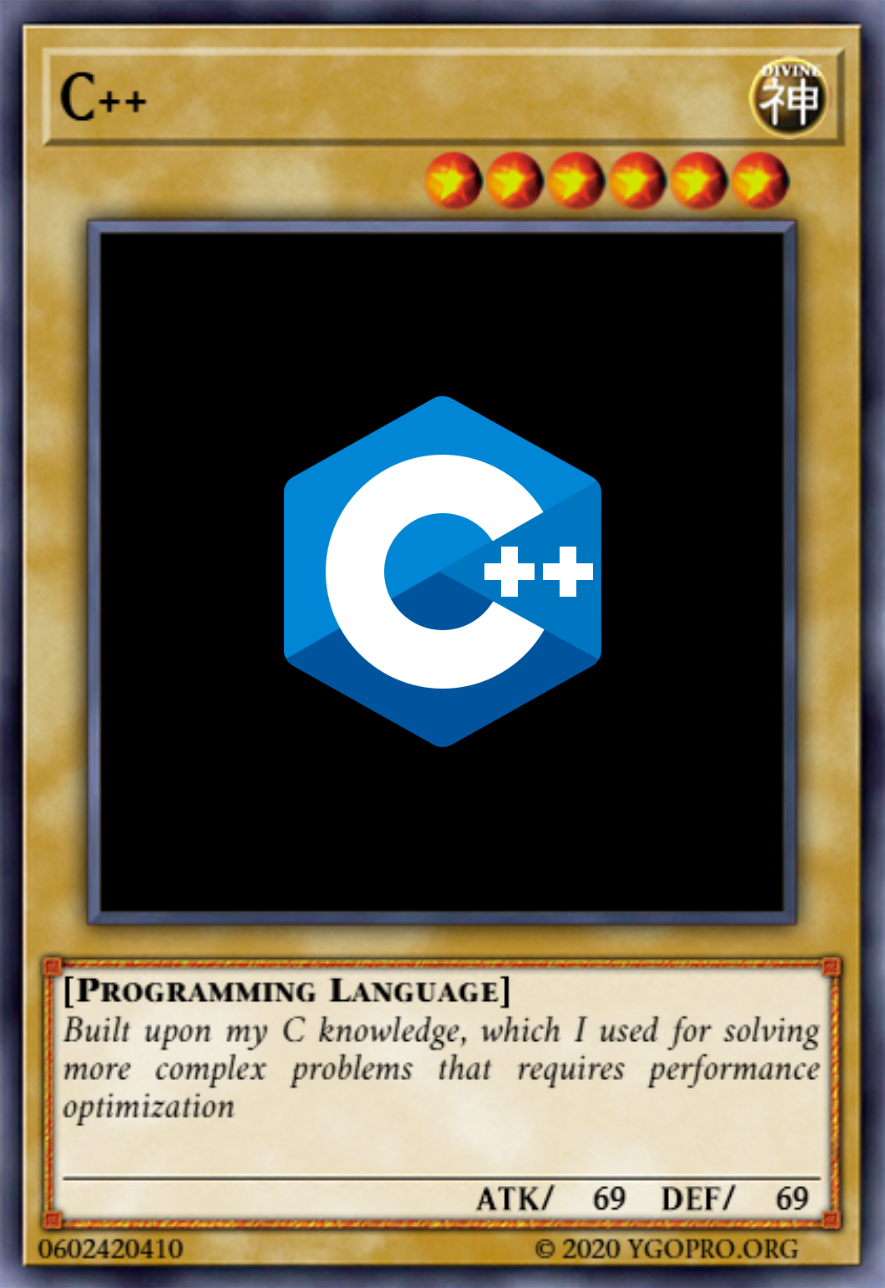 C++
DIVINE
神
C++
[PROGRAMMING LANGUAGE]
Built upon my C knowledge, which I used for solving
more complex problems that requires performance
optimization
ATK/ 69 DEF/ 69
0602420410 © 2020 YGOPRO.ORG